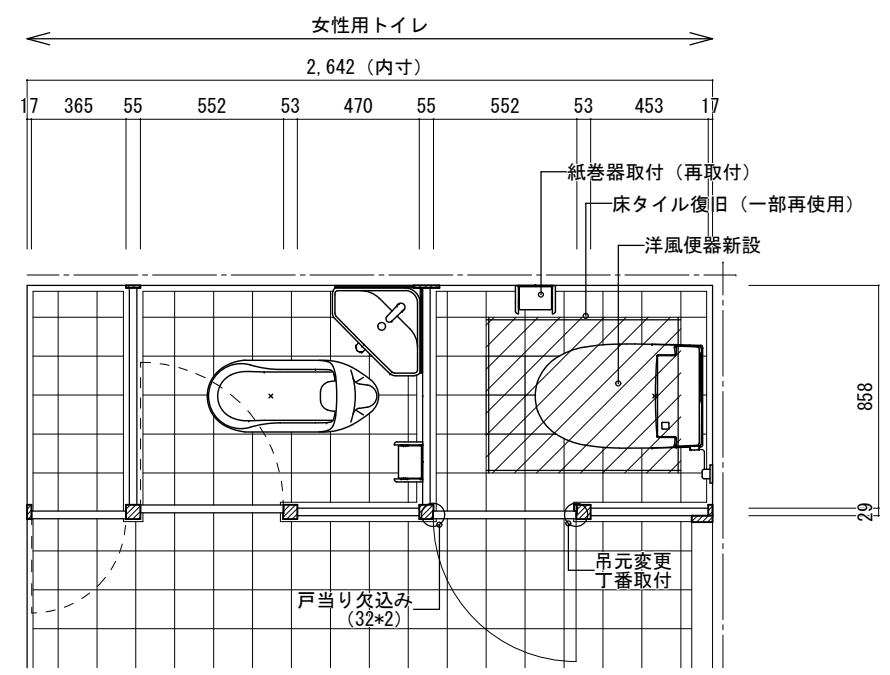 女性用トイレ
2,642（内寸）
17 365 55 552 53 470 55 552 53 453 17
紙巻器取付（再取付）
床タイル復旧（一部再使用）
洋風便器新設
858
29
吊元変更
丁番取付
戸当り欠込み
（32*2）